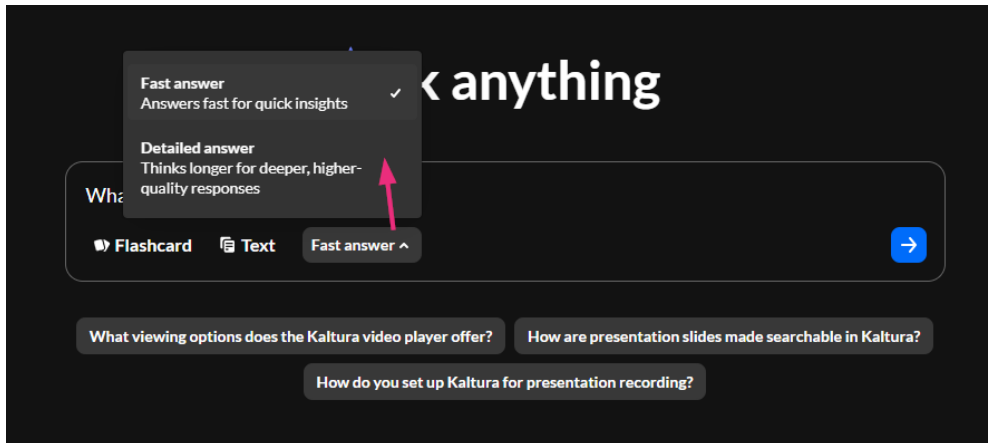 anything
Fast answer
Answers fast for quick insights
Detailed answer
Thinks longer for deeper, higher-
quality responses
Flashcard
Text
Fast answer
What viewing options does the Kaltura video player offer?
How are presentation slides made searchable in Kaltura?
How do you set up Kaltura for presentation recording?